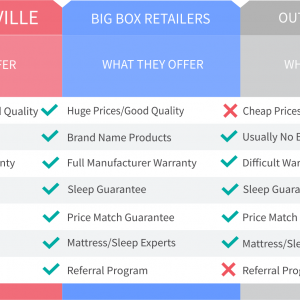 VILLE BIG BOX RETAILERS OUT
FER WHAT THEY OFFER WH
Quality Huge Prices/Good Quality Cheap Prices
Brand Name Products Usually No
nty Full Manufacturer Warranty Difficult War
Sleep Guarantee Sleep Guara
Price Match Guarantee Price Match
Mattress/Sleep Experts Mattress/Sle
Referral Program Referral Prog